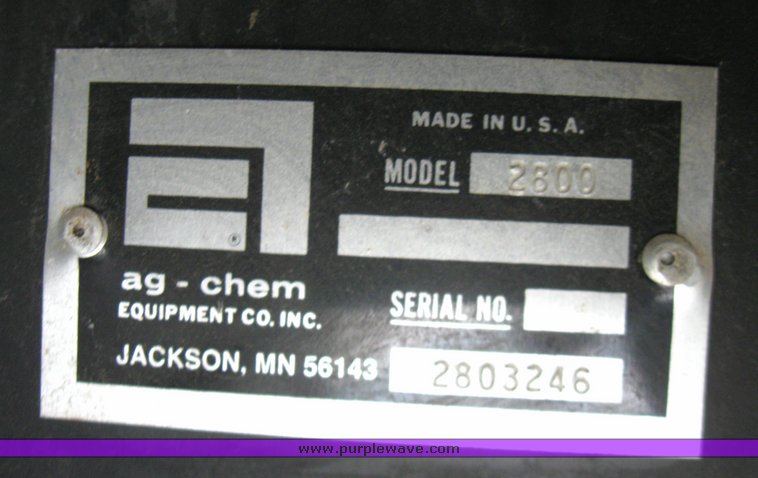 MADE IN U. S. A.
MODEL 2800
®
ag - chem
EQUIPMENT CO. INC.
SERIAL NO.
JACKSON, MN 56143
2803246
www.purplewave.com